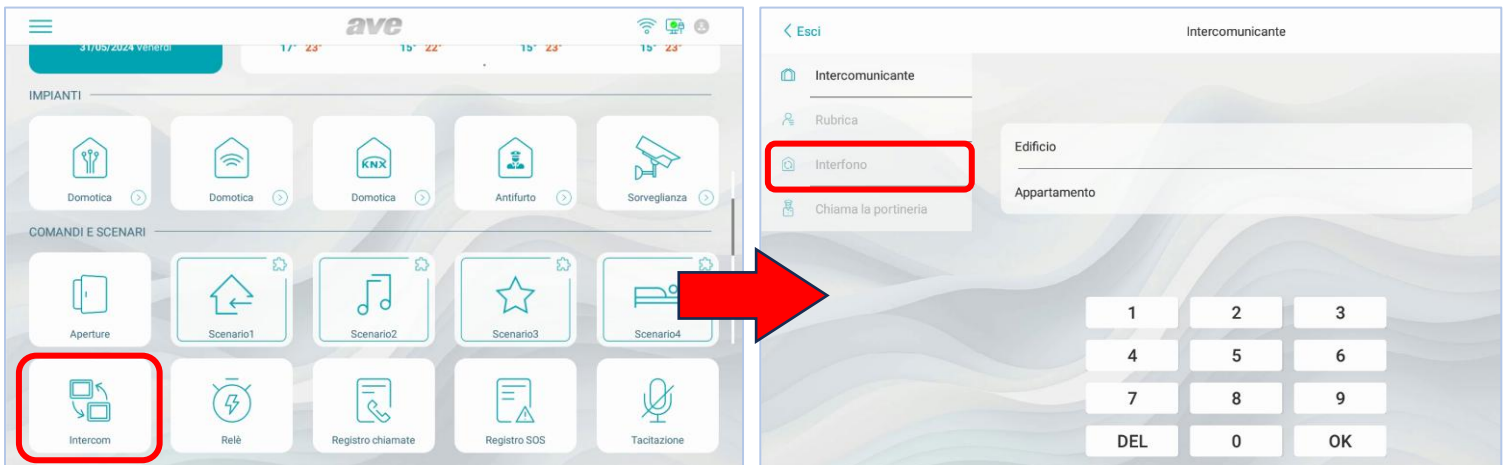 ave
31/05/2024 Venerdì
17° 23°
15° 22°
15° 23°
15° 23°
IMPIANTI
KNX
Domotica
Domotica
Domotica
Antifurto
Sorveglianza
COMANDI E SCENARI
Aperture
Scenario1
Scenario2
Scenario3
Scenario4
Intercom
Relè
Registro chiamate
Registro SOS
Tacitazione
Esci
Intercomunicante
Intercomunicante
Rubrica
Interfono
Chiama la portineria
Edificio
Appartamento
1 2 3
4 5 6
7 8 9
DEL 0 OK